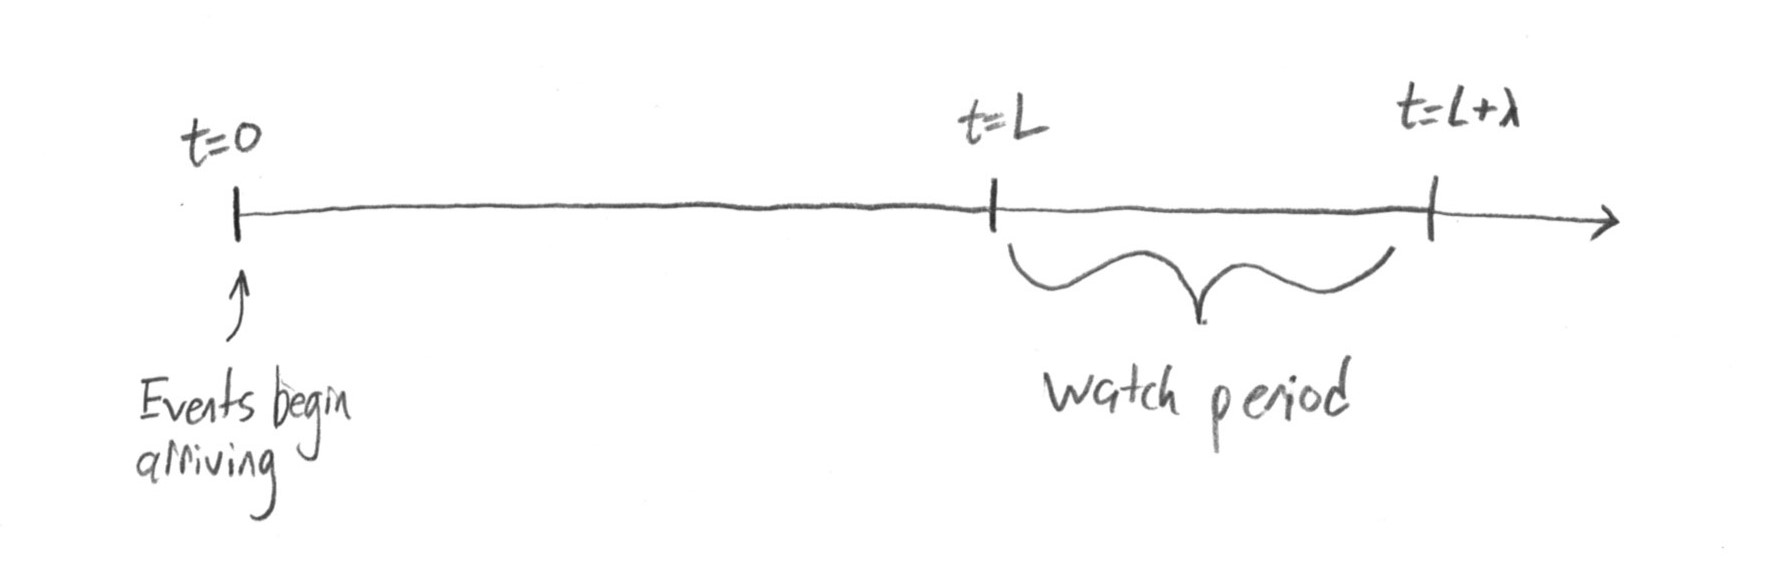 t=0
t=L
t=L+λ
Events begin
arriving
Watch period